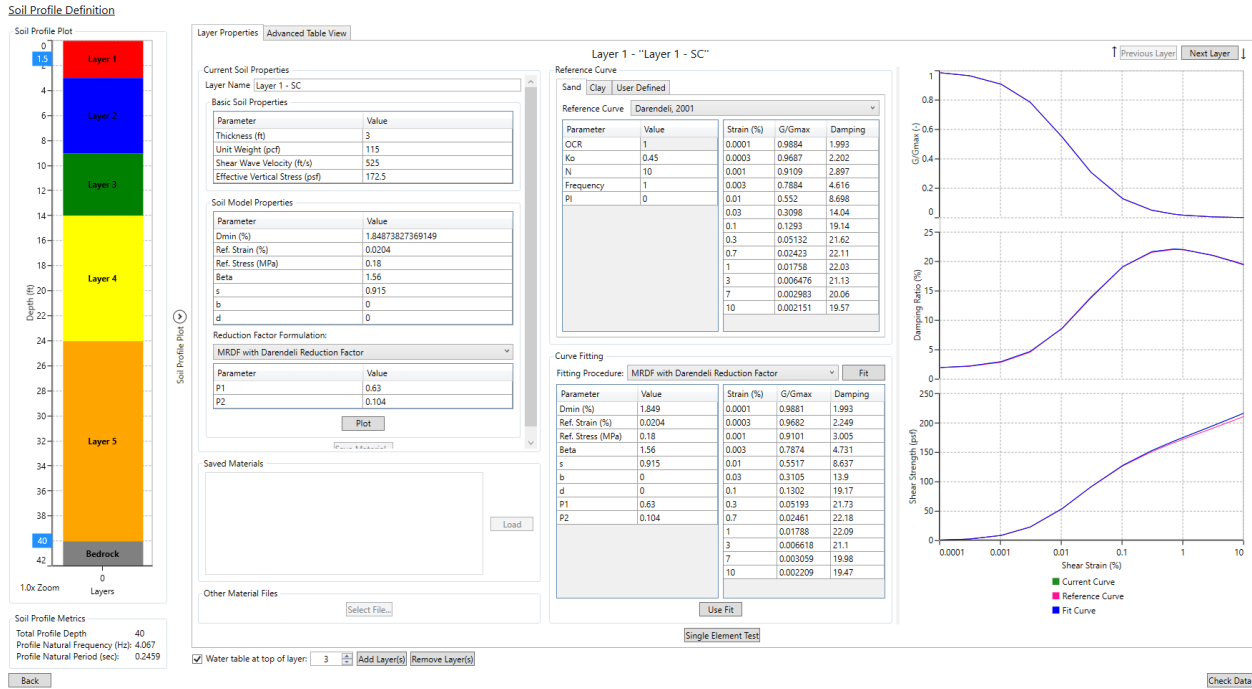 Soil Profile Definition
Soil Profile Plot
0
1.5
2
4
6
8
10
12
14
16
18
20
22
24
26
28
30
32
34
36
38
40
42
Depth (ft)
Layer 1
Layer 2
Layer 3
Layer 4
Layer 5
Bedrock
0
1.0x Zoom Layers
Soil Profile Metrics
Total Profile Depth 40
Profile Natural Frequency (Hz): 4.067
Profile Natural Period (sec): 0.2459
Back
Soil Profile Plot
Layer Properties Advanced Table View
Layer 1 - "Layer 1 - SC"
↑ Previous Layer Next Layer ↓
Current Soil Properties
Layer Name Layer 1 - SC
Basic Soil Properties
Parameter Value
Thickness (ft) 3
Unit Weight (pcf) 115
Shear Wave Velocity (ft/s) 525
Effective Vertical Stress (psf) 172.5
Soil Model Properties
Parameter Value
Dmin (%) 1.84873827369149
Ref. Strain (%) 0.0204
Ref. Stress (MPa) 0.18
Beta 1.56
s 0.915
b 0
d 0
Reduction Factor Formulation:
MRDF with Darendeli Reduction Factor
Parameter Value
P1 0.63
P2 0.104
Plot
Save Material
Saved Materials
Load
Other Material Files
Select File...
Reference Curve
Sand Clay User Defined
Reference Curve Darendeli, 2001
Parameter Value
OCR 1
Ko 0.45
N 10
Frequency 1
PI 0
Strain (%) G/Gmax Damping
0.0001 0.9884 1.993
0.0003 0.9687 2.202
0.001 0.9109 2.897
0.003 0.7884 4.616
0.01 0.552 8.698
0.03 0.3098 14.04
0.1 0.1293 19.14
0.3 0.05132 21.62
0.7 0.02423 22.11
1 0.01758 22.03
3 0.006476 21.13
7 0.002983 20.06
10 0.002151 19.57
Curve Fitting
Fitting Procedure: MRDF with Darendeli Reduction Factor Fit
Parameter Value
Dmin (%) 1.849
Ref. Strain (%) 0.0204
Ref. Stress (MPa) 0.18
Beta 1.56
s 0.915
b 0
d 0
P1 0.63
P2 0.104
Strain (%) G/Gmax Damping
0.0001 0.9881 1.993
0.0003 0.9682 2.249
0.001 0.9101 3.005
0.003 0.7874 4.731
0.01 0.5517 8.637
0.03 0.3105 13.9
0.1 0.1302 19.17
0.3 0.05193 21.73
0.7 0.02461 22.18
1 0.01788 22.09
3 0.006618 21.1
7 0.003059 19.98
10 0.002209 19.47
Use Fit
Single Element Test
G/Gmax (-)
1
0.8
0.6
0.4
0.2
0
Damping Ratio (%)
25
20
15
10
5
0
Shear Strength (psf)
250
200
150
100
50
0
0.0001 0.001 0.01 0.1 1 10
Shear Strain (%)
Current Curve
Reference Curve
Fit Curve
Water table at top of layer: 3 Add Layer(s) Remove Layer(s)
Check Data